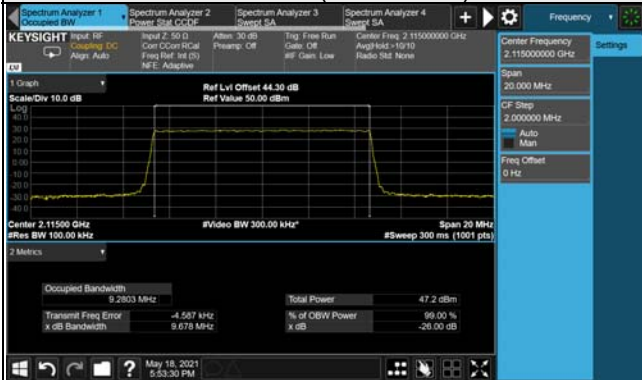 Spectrum Analyzer 1
Occupied BW
Spectrum Analyzer 2
Power Stat CCDF
Spectrum Analyzer 3
Swept SA
Spectrum Analyzer 4
Swept SA
Frequency
KEYSIGHT
Input: RF
Coupling: DC
Align: Auto
Input Z: 50 Ω
Corr CCorr RCal
Freq Ref: Int (S)
NFE: Adaptive
Atten: 30 dB
Preamp: Off
Trig: Free Run
Gate: Off
#IF Gain: Low
Center Freq: 2.115000000 GHz
Avg|Hold:>10/10
Radio Std: None
LXI
Center Frequency
2.115000000 GHz
Settings
Span
20.000 MHz
CF Step
2.000000 MHz
Auto
Man
Freq Offset
0 Hz
1 Graph
Scale/Div 10.0 dB
Ref Lvl Offset 44.30 dB
Ref Value 50.00 dBm
Log
40.0
30.0
20.0
10.0
0.00
-10.0
-20.0
-30.0
-40.0
Center 2.11500 GHz
#Res BW 100.00 kHz
#Video BW 300.00 kHz*
Span 20 MHz
#Sweep 300 ms (1001 pts)
2 Metrics
Occupied Bandwidth
9.2803 MHz
Total Power 47.2 dBm
Transmit Freq Error -4.587 kHz
% of OBW Power 99.00 %
x dB Bandwidth 9.678 MHz
x dB -26.00 dB
?
May 18, 2021
5:53:30 PM